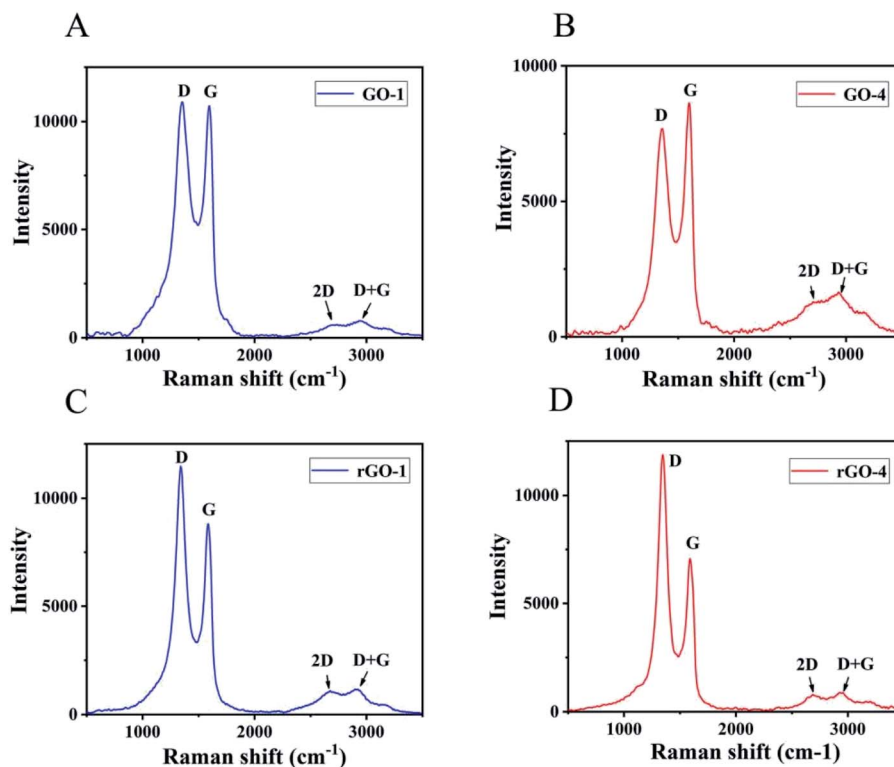 A
B
GO-1
GO-4
D
G
2D
D+G
D
G
2D
D+G
Intensity
10000
5000
0
Intensity
10000
5000
0
1000
2000
3000
1000
2000
3000
Raman shift (cm⁻¹)
Raman shift (cm⁻¹)
C
D
rGO-1
rGO-4
D
G
2D
D+G
D
G
2D
D+G
Intensity
10000
5000
0
Intensity
10000
5000
0
1000
2000
3000
1000
2000
3000
Raman shift (cm⁻¹)
Raman shift (cm-1)